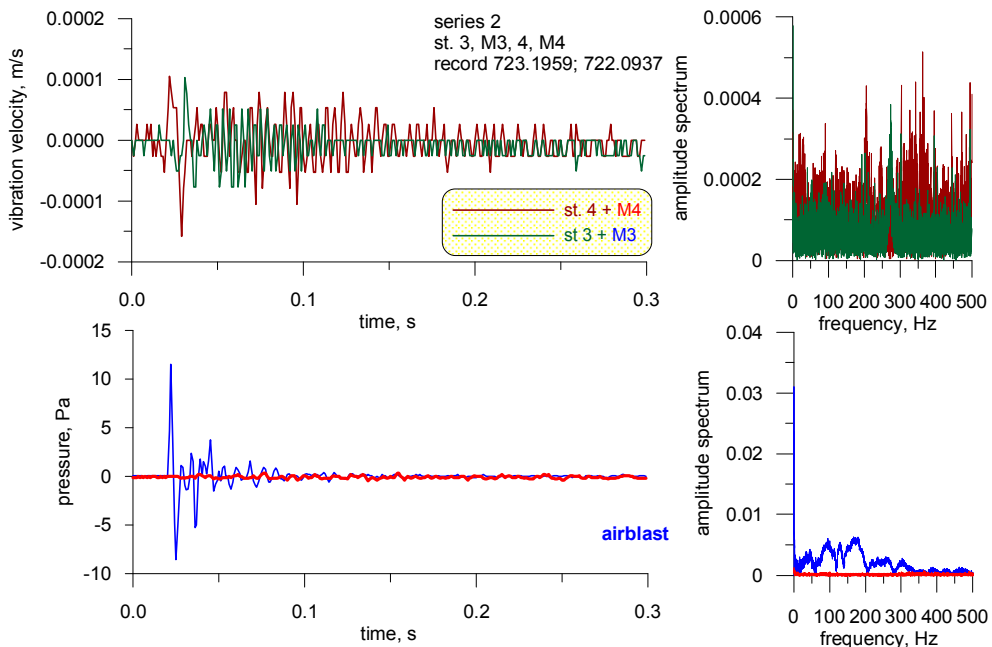 0.0002
0.0001
0.0000
-0.0001
-0.0002
vibration velocity, m/s
series 2
st. 3, M3, 4, M4
record 723.1959; 722.0937
st. 4 + M4
st 3 + M3
0.0
0.1
0.2
0.3
time, s
0.0006
0.0004
0.0002
0
amplitude spectrum
0 100 200 300 400 500
frequency, Hz
15
10
5
0
-5
-10
pressure, Pa
airblast
0.0
0.1
0.2
0.3
time, s
0.04
0.03
0.02
0.01
0
amplitude spectrum
0 100 200 300 400 500
frequency, Hz